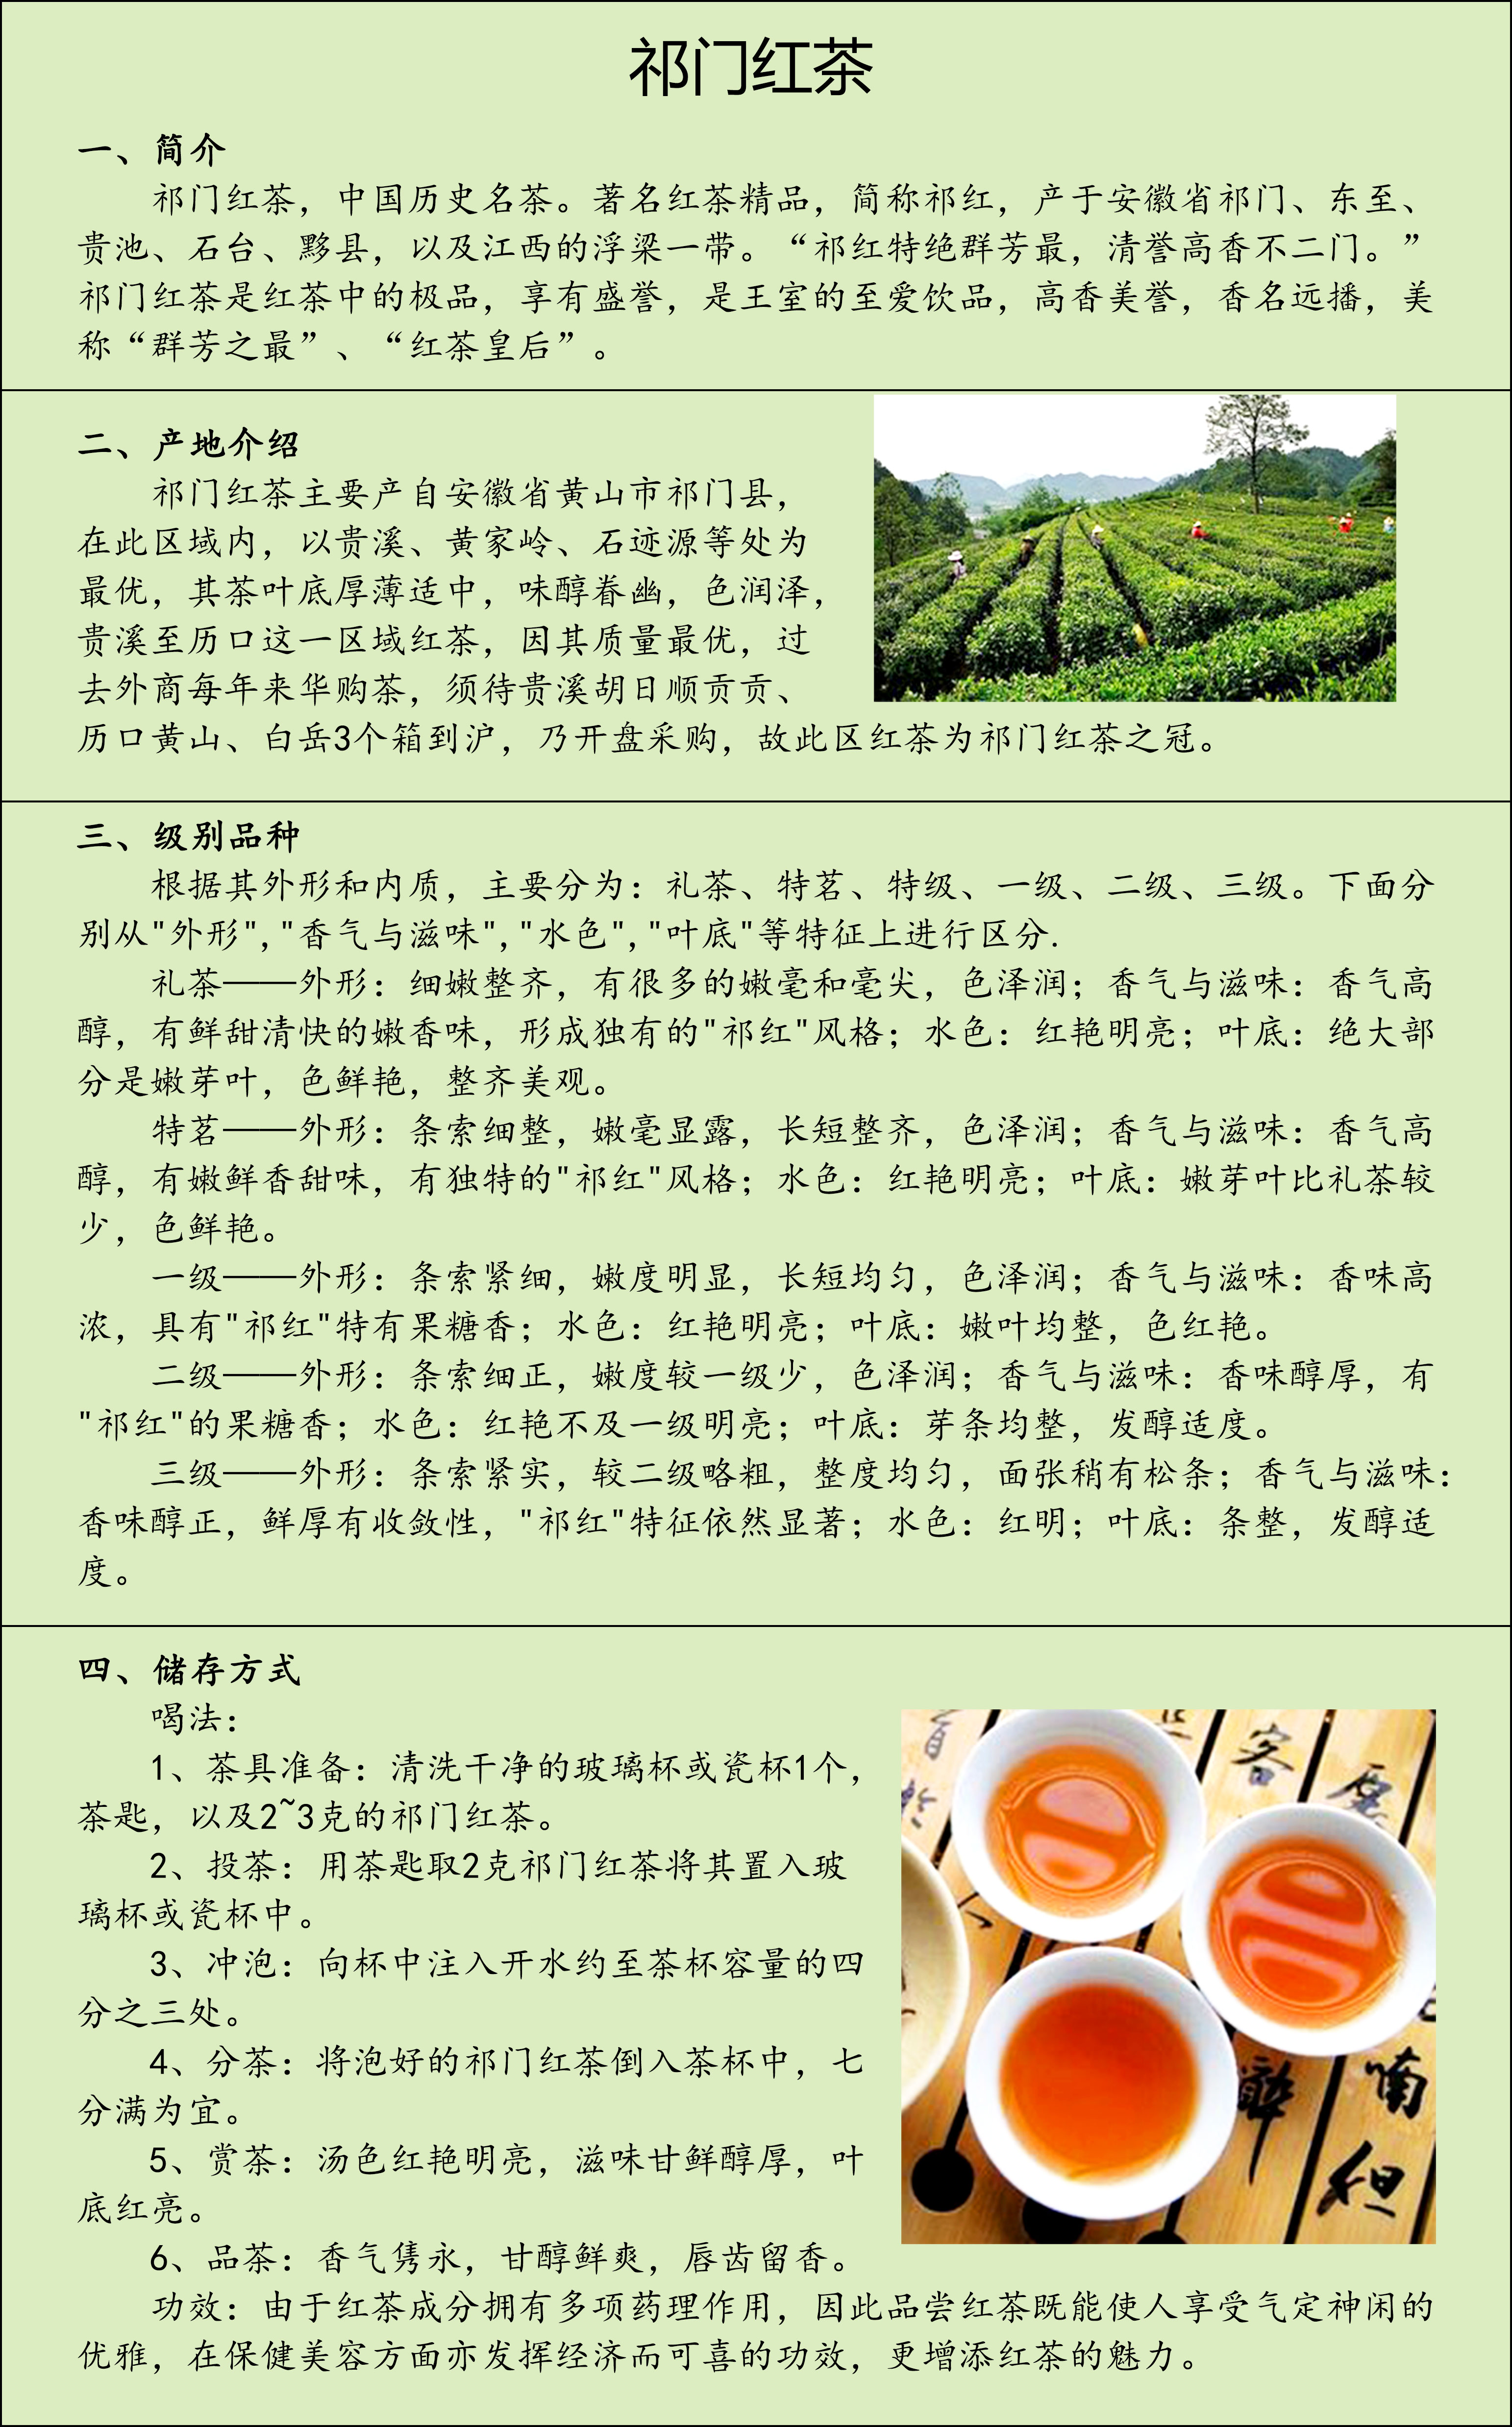 祁门红茶
一、简介
祁门红茶，中国历史名茶。著名红茶精品，简称祁红，产于安徽省祁门、东至、
贵池、石台、黟县，以及江西的浮梁一带。“祁红特绝群芳最，清誉高香不二门。”
祁门红茶是红茶中的极品，享有盛誉，是王室的至爱饮品，高香美誉，香名远播，美
称“群芳之最”、“红茶皇后”。
二、产地介绍
祁门红茶主要产自安徽省黄山市祁门县，
在此区域内，以贵溪、黄家岭、石迹源等处为
最优，其茶叶底厚薄适中，味醇眷幽，色润泽，
贵溪至历口这一区域红茶，因其质量最优，过
去外商每年来华购茶，须待贵溪胡日顺贡贡、
历口黄山、白岳3个箱到沪，乃开盘采购，故此区红茶为祁门红茶之冠。
三、级别品种
根据其外形和内质，主要分为：礼茶、特茗、特级、一级、二级、三级。下面分
别从"外形","香气与滋味","水色","叶底"等特征上进行区分.
礼茶——外形：细嫩整齐，有很多的嫩毫和毫尖，色泽润；香气与滋味：香气高
醇，有鲜甜清快的嫩香味，形成独有的"祁红"风格；水色：红艳明亮；叶底：绝大部
分是嫩芽叶，色鲜艳，整齐美观。
特茗——外形：条索细整，嫩毫显露，长短整齐，色泽润；香气与滋味：香气高
醇，有嫩鲜香甜味，有独特的"祁红"风格；水色：红艳明亮；叶底：嫩芽叶比礼茶较
少，色鲜艳。
一级——外形：条索紧细，嫩度明显，长短均匀，色泽润；香气与滋味：香味高
浓，具有"祁红"特有果糖香；水色：红艳明亮；叶底：嫩叶均整，色红艳。
二级——外形：条索细正，嫩度较一级少，色泽润；香气与滋味：香味醇厚，有
"祁红"的果糖香；水色：红艳不及一级明亮；叶底：芽条均整，发醇适度。
三级——外形：条索紧实，较二级略粗，整度均匀，面张稍有松条；香气与滋味：
香味醇正，鲜厚有收敛性，"祁红"特征依然显著；水色：红明；叶底：条整，发醇适
度。
四、储存方式
喝法：
1、茶具准备：清洗干净的玻璃杯或瓷杯1个，
茶匙，以及2~3克的祁门红茶。
2、投茶：用茶匙取2克祁门红茶将其置入玻
璃杯或瓷杯中。
3、冲泡：向杯中注入开水约至茶杯容量的四
分之三处。
4、分茶：将泡好的祁门红茶倒入茶杯中，七
分满为宜。
5、赏茶：汤色红艳明亮，滋味甘鲜醇厚，叶
底红亮。
6、品茶：香气隽永，甘醇鲜爽，唇齿留香。
功效：由于红茶成分拥有多项药理作用，因此品尝红茶既能使人享受气定神闲的
优雅，在保健美容方面亦发挥经济而可喜的功效，更增添红茶的魅力。
客
喃
但